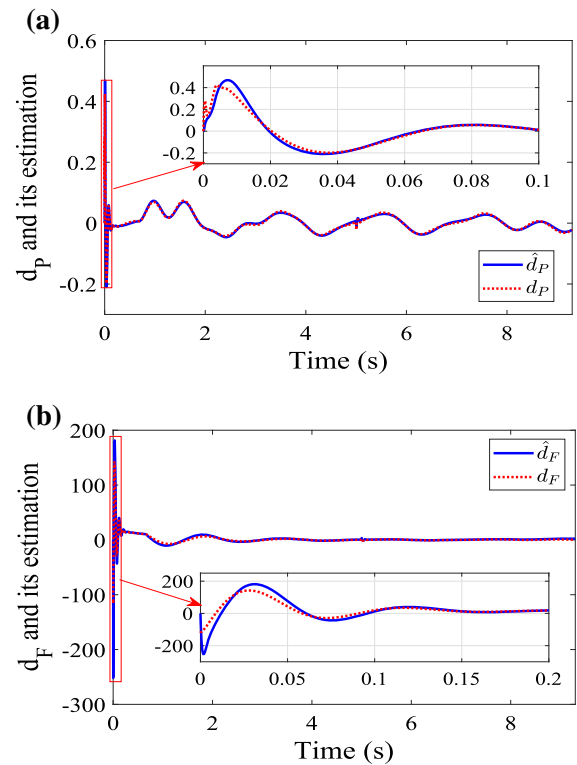 (a)
d_P and its estimation
0.6
0.4
0.2
0
-0.2
0.4
0.2
0
-0.2
0 0.02 0.04 0.06 0.08 0.1
d̂_P
d_P
0 2 4 6 8
Time (s)
(b)
d_F and its estimation
200
100
0
-100
-200
-300
d̂_F
d_F
200
0
-200
0 0.05 0.1 0.15 0.2
0 2 4 6 8
Time (s)